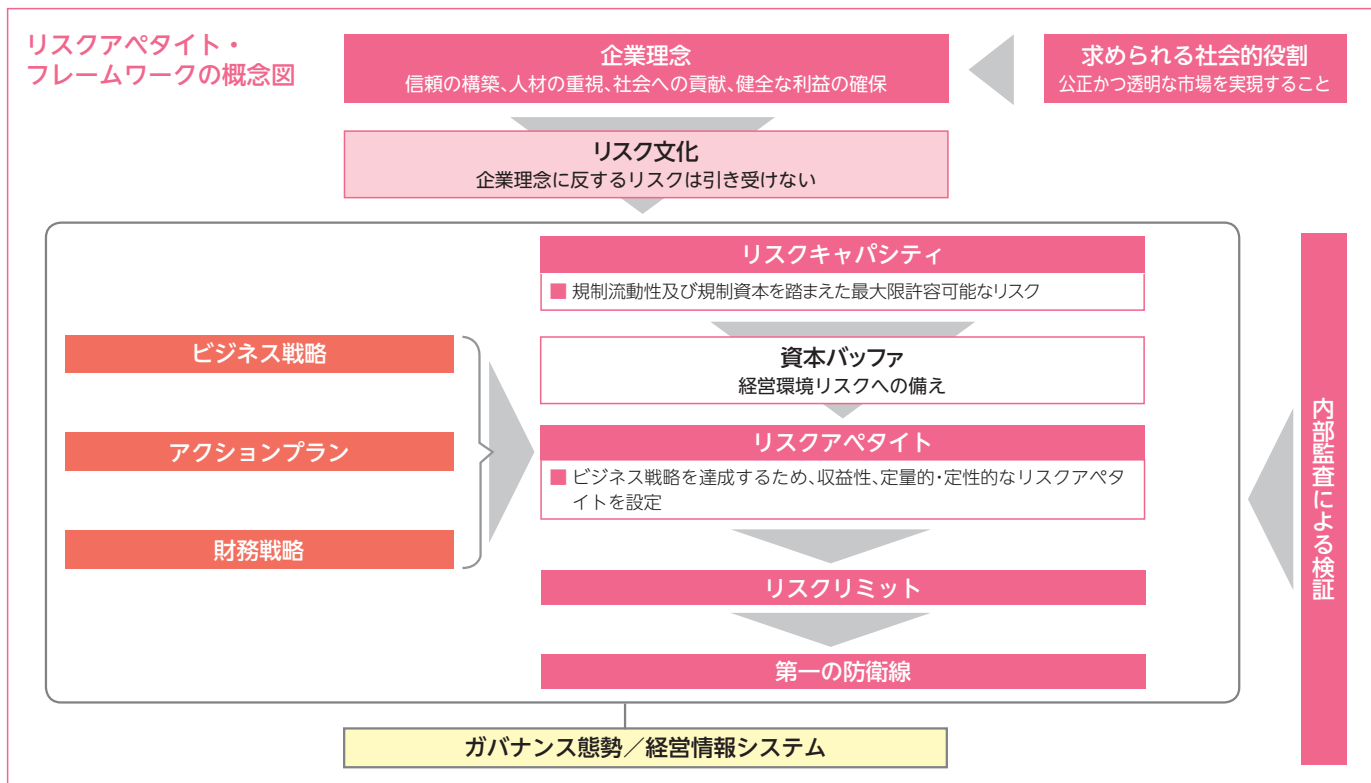 リスクアペタイト・
フレームワークの概念図
企業理念
信頼の構築、人材の重視、社会への貢献、健全な利益の確保
求められる社会的役割
公正かつ透明な市場を実現すること
リスク文化
企業理念に反するリスクは引き受けない
リスクキャパシティ
■ 規制流動性及び規制資本を踏まえた最大限許容可能なリスク
資本バッファ
経営環境リスクへの備え
ビジネス戦略
アクションプラン
財務戦略
リスクアペタイト
■ ビジネス戦略を達成するため、収益性、定量的・定性的なリスクアペタ
イトを設定
リスクリミット
第一の防衛線
内部監査による検証
ガバナンス態勢／経営情報システム